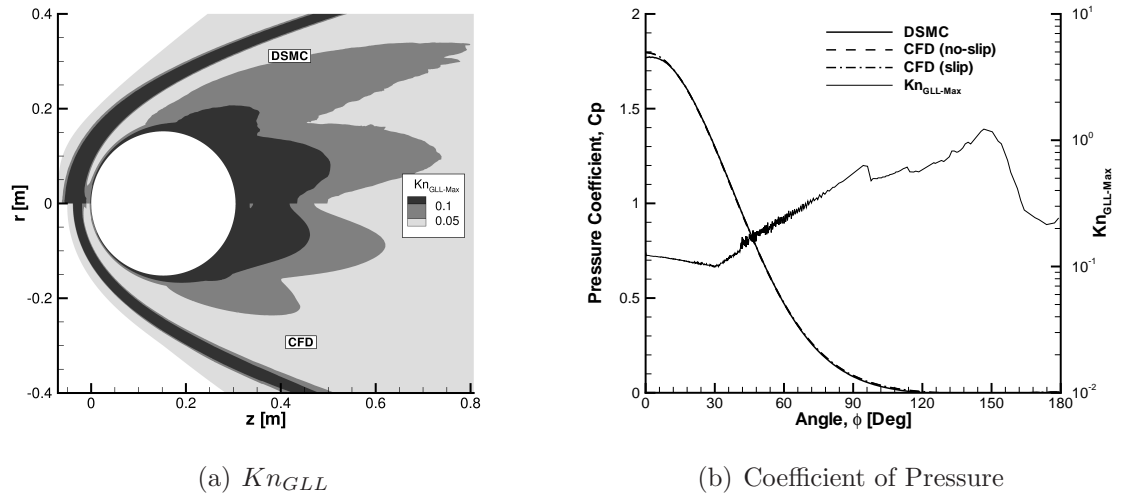 0.4
0.2
0
-0.2
-0.4
r [m]
0
0.2
0.4
0.6
0.8
z [m]
DSMC
CFD
Kn_GLL-Max
0.1
0.05
(a) Kn_GLL
2
1.5
1
0.5
0
Pressure Coefficient, Cp
DSMC
CFD (no-slip)
CFD (slip)
Kn_GLL-Max
10^1
10^0
10^-1
10^-2
Kn_GLL-Max
0
30
60
90
120
150
180
Angle, ϕ [Deg]
(b) Coefficient of Pressure